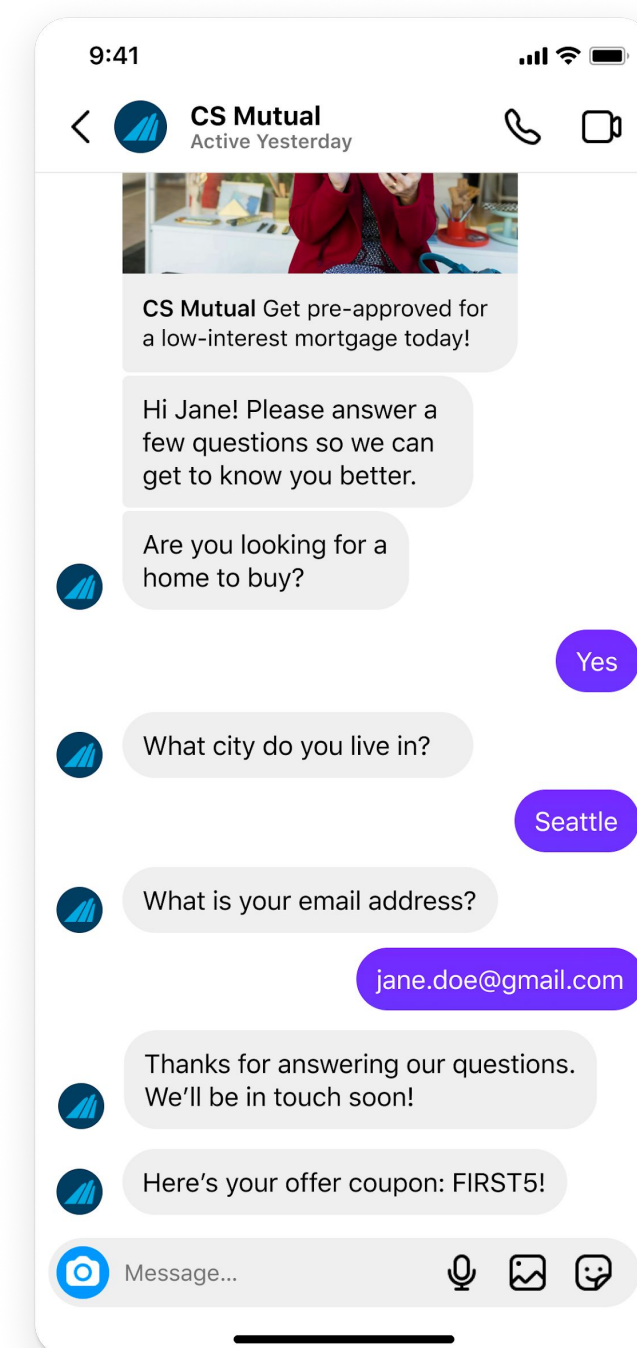 9:41
CS Mutual
Active Yesterday
CS Mutual Get pre-approved for
a low-interest mortgage today!
Hi Jane! Please answer a
few questions so we can
get to know you better.
Are you looking for a
home to buy?
Yes
What city do you live in?
Seattle
What is your email address?
jane.doe@gmail.com
Thanks for answering our questions.
We’ll be in touch soon!
Here’s your offer coupon: FIRST5!
Message...